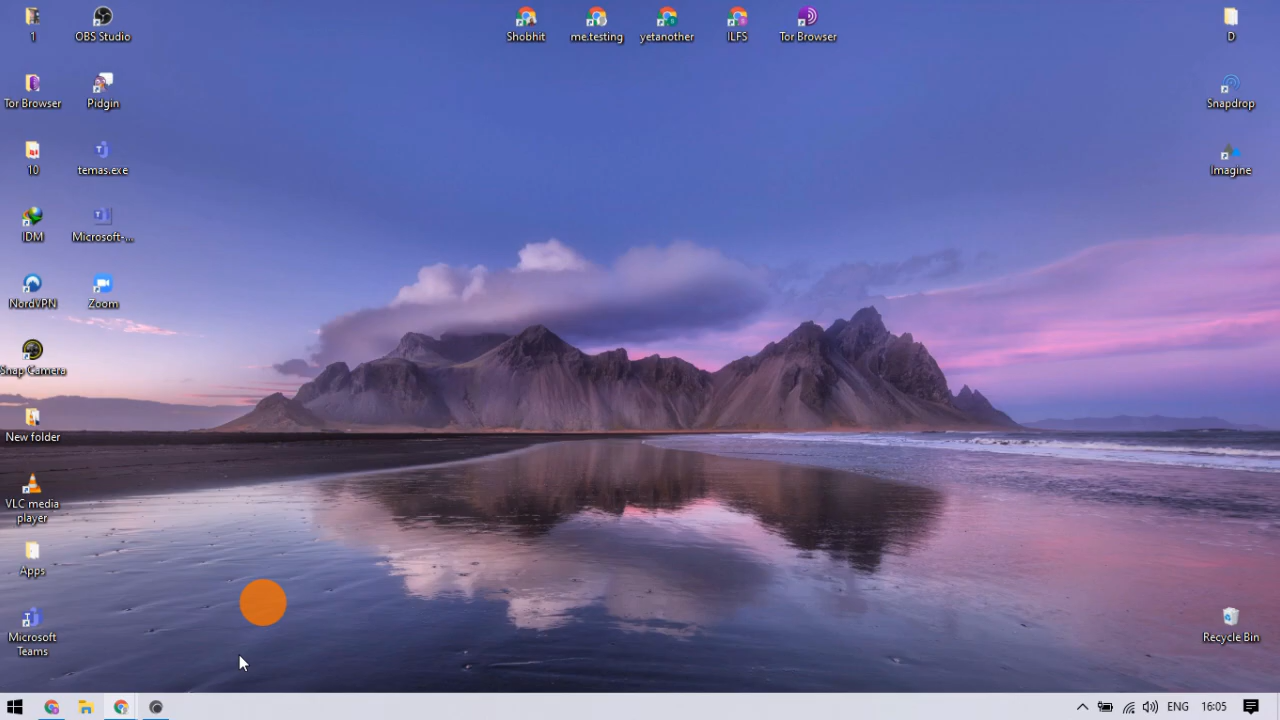 1
OBS Studio
Shobhit
me.testing
yetanother
ILFS
Tor Browser
D
Tor Browser
Pidgin
Snapdrop
10
temas.exe
Imagine
IDM
Microsoft-...
NordVPN
Zoom
Snap Camera
New folder
VLC media
player
Apps
Microsoft
Teams
Recycle Bin
ENG
16:05